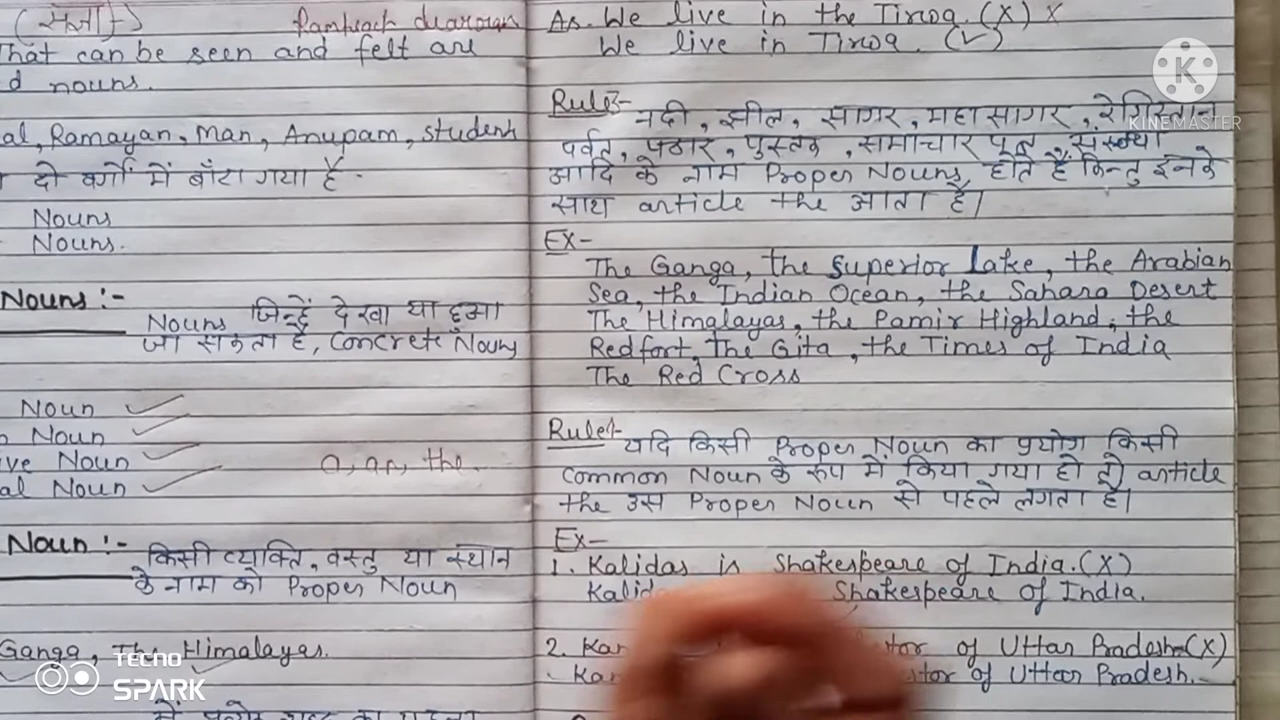 (संज्ञा)
That can be seen and felt are
d nouns.
al, Ramayan, Man, Anupam, student
दो वर्गो में बाँटा गया है.
Nouns
Nouns.
Nouns :-
Nouns, जिन्हें देखा या छुआ
जा सकता है, Concrete Nouns
Noun
n Noun
ive Noun
al Noun
a, an, the.
Noun :-
किसी व्यक्ति, वस्तु या स्थान
के नाम को Proper Noun
Ganga, The Himalayas.
As. We live in the Tirwa. (X) X
We live in Tirwa. (✓)
Rule:-
नदी, झील, सागर, महासागर, रेगिस्तान
पर्वत, पठार, पुस्तक, समाचार पत्र, संस्था
आदि के नाम Proper Nouns होते हैं किन्तु इनके
साथ article the आता है।
Ex-
The Ganga, the Superior Lake, the Arabian
Sea, the Indian Ocean, the Sahara Desert
The Himalayas, the Pamir Highland, the
Redfort, The Gita, the Times of India
The Red Cross
Rule:-
यदि किसी Proper Noun का प्रयोग किसी
Common Noun के रूप में किया गया हो तो article
the उस Proper Noun से पहले लगता है।
Ex-
1. Kalidas is Shakespeare of India. (X)
Kalid Shakespeare of India.
2. Kan of Uttar Pradesh (X)
Kan of Uttar Pradesh.
K
KINEMASTER
TECNO
SPARK